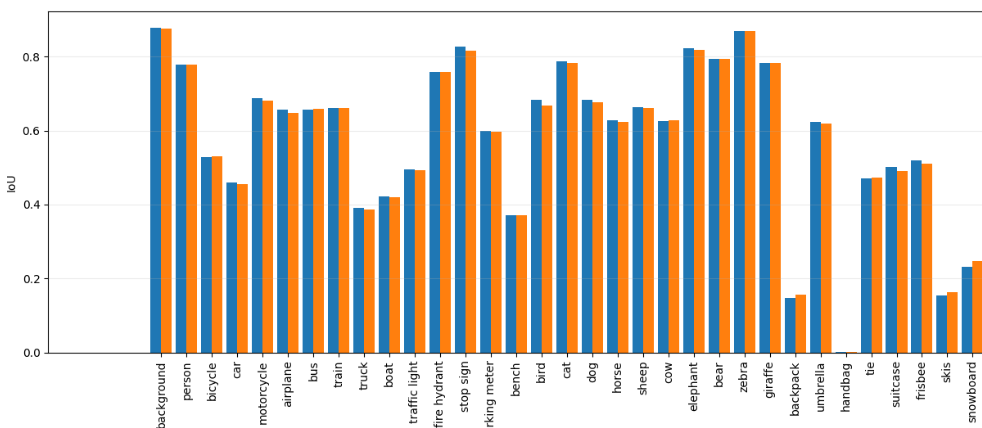 IoU
0.8
0.6
0.4
0.2
0.0
background
person
bicycle
car
motorcycle
airplane
bus
train
truck
boat
traffic light
fire hydrant
stop sign
rking meter
bench
bird
cat
dog
horse
sheep
cow
elephant
bear
zebra
giraffe
backpack
umbrella
handbag
tie
suitcase
frisbee
skis
snowboard